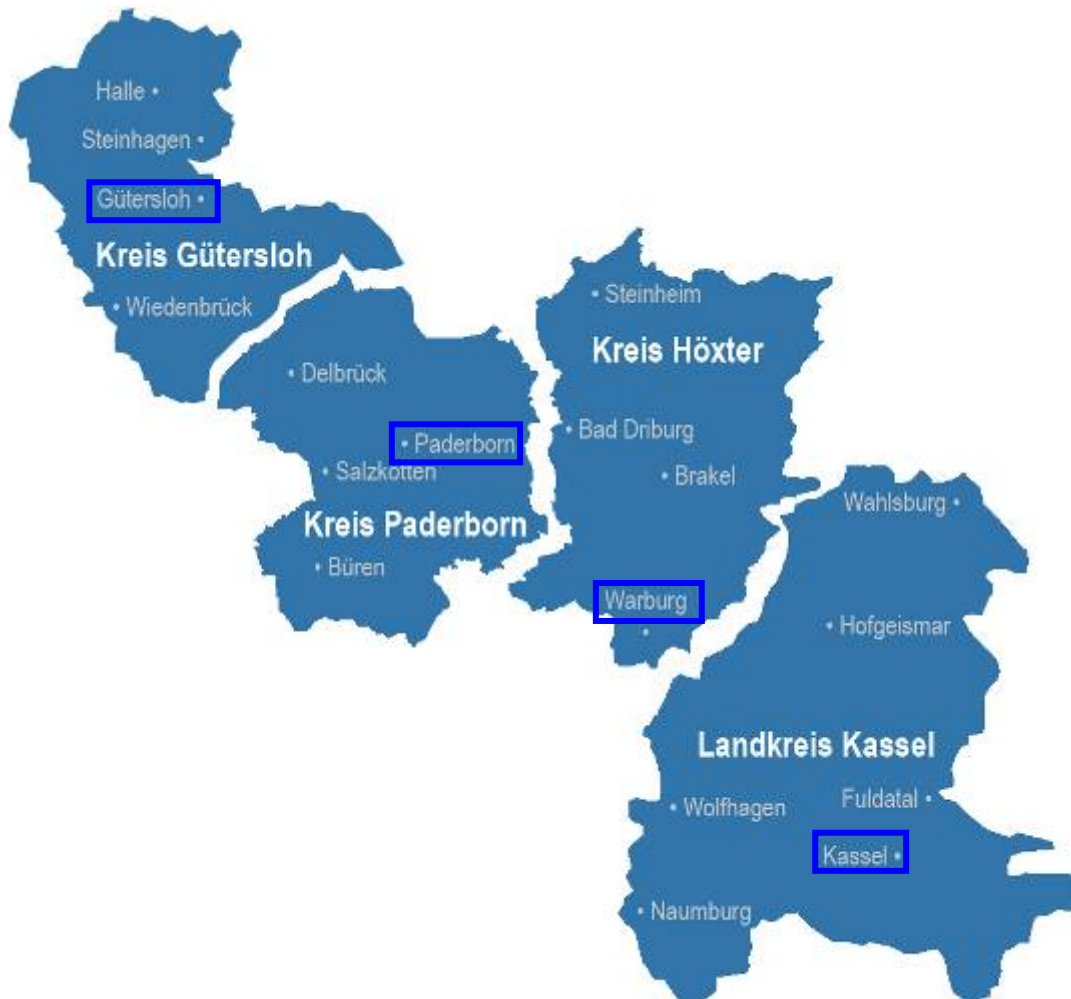 Halle
Steinhagen
Gütersloh
Kreis Gütersloh
Wiedenbrück
Steinheim
Kreis Höxter
Delbrück
Bad Driburg
Paderborn
Salzkotten
Brakel
Wahlsburg
Kreis Paderborn
Büren
Warburg
Hofgeismar
Landkreis Kassel
Fuldatal
Wolfhagen
Kassel
Naumburg